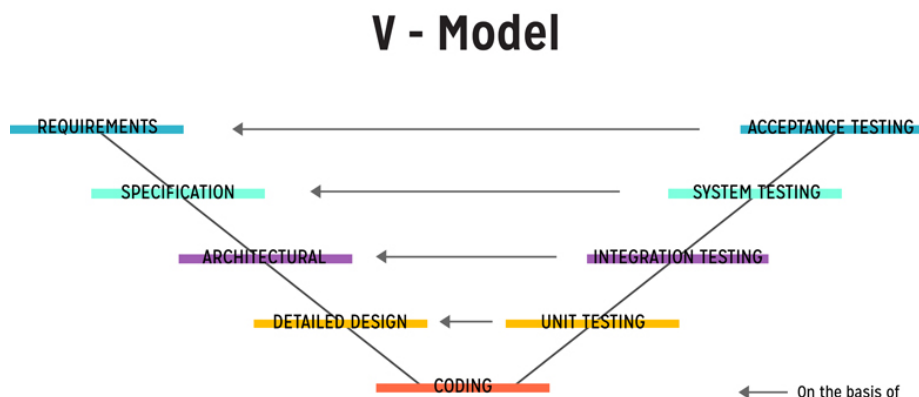 V - Model
REQUIREMENTS
ACCEPTANCE TESTING
SPECIFICATION
SYSTEM TESTING
ARCHITECTURAL
INTEGRATION TESTING
DETAILED DESIGN
UNIT TESTING
CODING
On the basis of